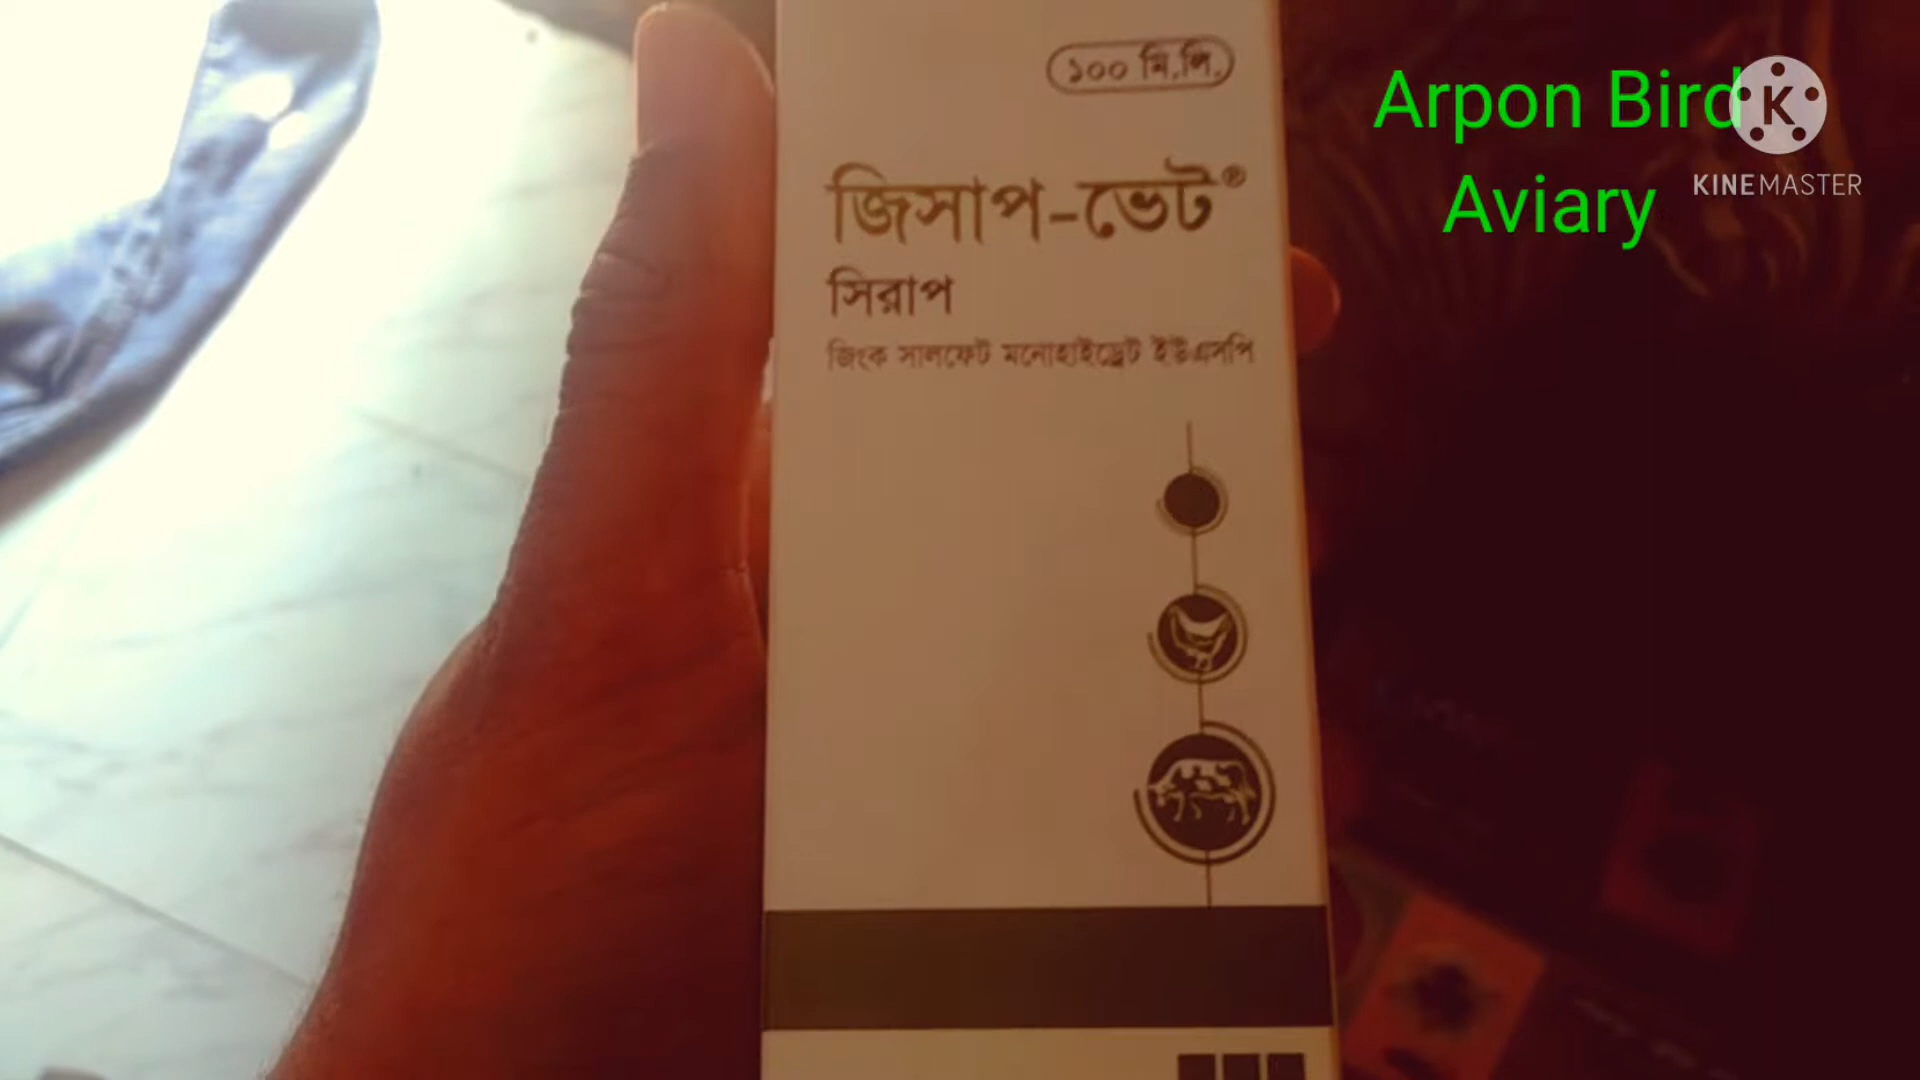 ১০০ মি.লি.
জিসাপ-ভেট®
সিরাপ
জিংক সালফেট মনোহাইড্রেট ইউএসপি
Arpon Bird
Aviary
K
KINEMASTER